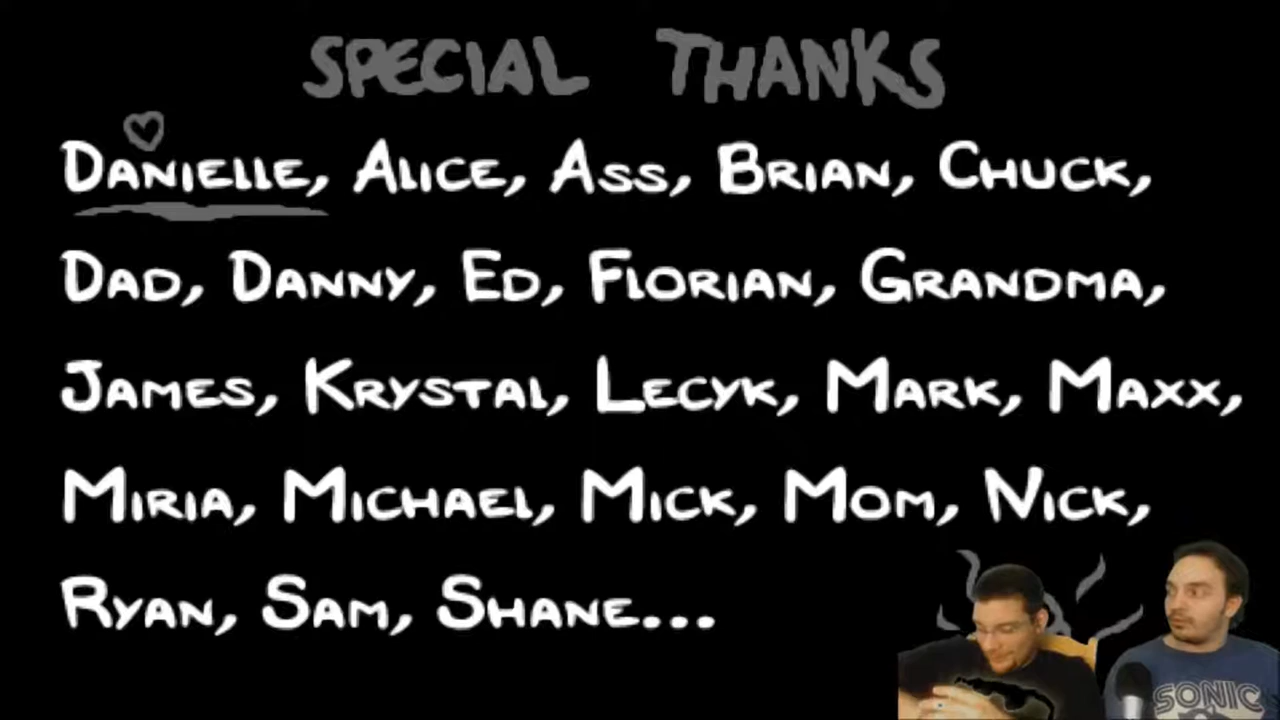 SPECIAL THANKS
DANIELLE, ALICE, ASS, BRIAN, CHUCK,
DAD, DANNY, ED, FLORIAN, GRANDMA,
JAMES, KRYSTAL, LECYK, MARK, MAXX,
MIRIA, MICHAEL, MICK, MOM, NICK,
RYAN, SAM, SHANE...
SONIC